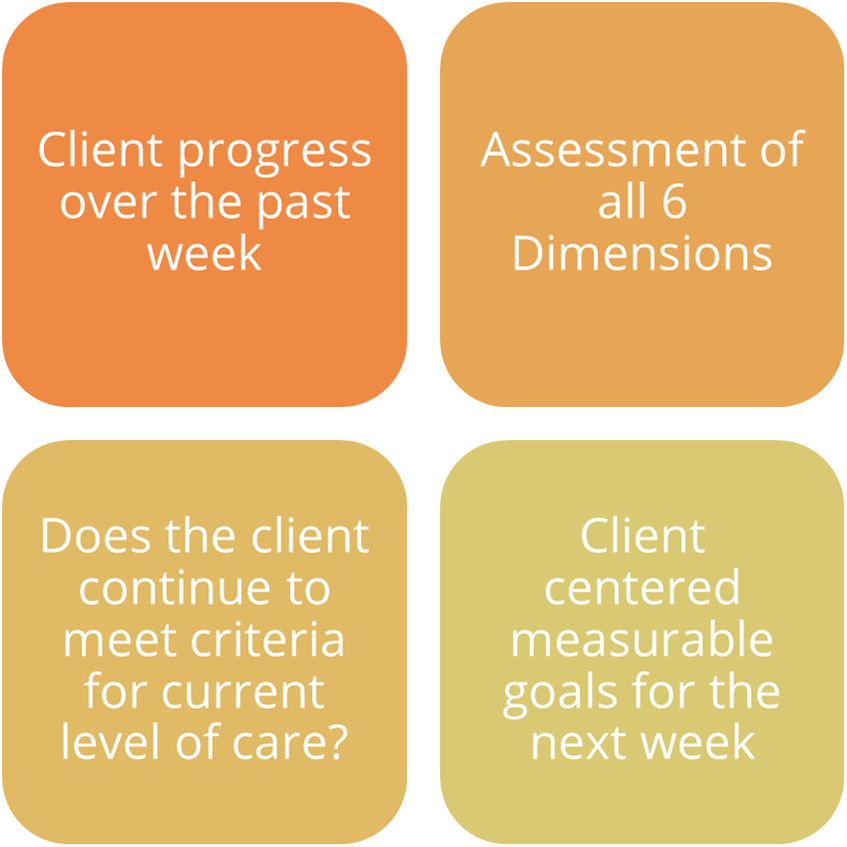 Client progress
over the past
week
Assessment of
all 6
Dimensions
Does the client
continue to
meet criteria
for current
level of care?
Client
centered
measurable
goals for the
next week